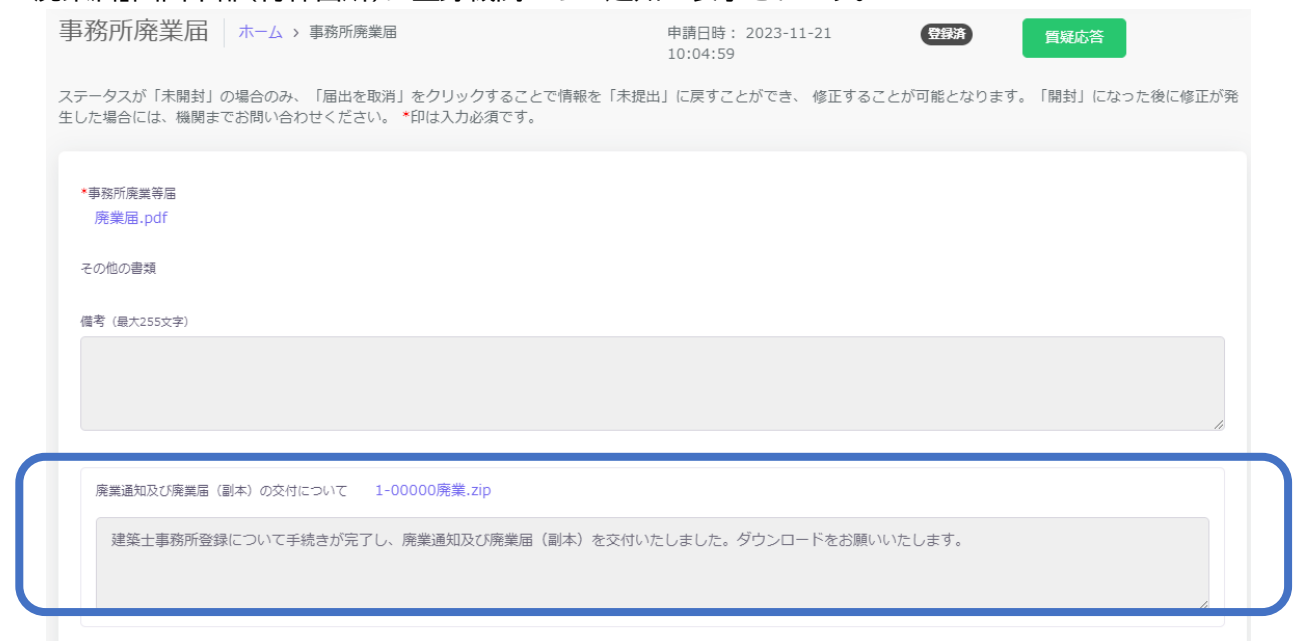 事務所廃業届 ホーム › 事務所廃業届 申請日時： 2023-11-21 10:04:59 登録済 質疑応答
ステータスが「未開封」の場合のみ、「届出を取消」をクリックすることで情報を「未提出」に戻すことができ、 修正することが可能となります。「開封」になった後に修正が発
生した場合には、機関までお問い合わせください。 *印は入力必須です。
*事務所廃業等届
廃業届.pdf
その他の書類
備考（最大255文字）
廃業通知及び廃業届（副本）の交付について 1-00000廃業.zip
建築士事務所登録について手続きが完了し、廃業通知及び廃業届（副本）を交付いたしました。ダウンロードをお願いいたします。